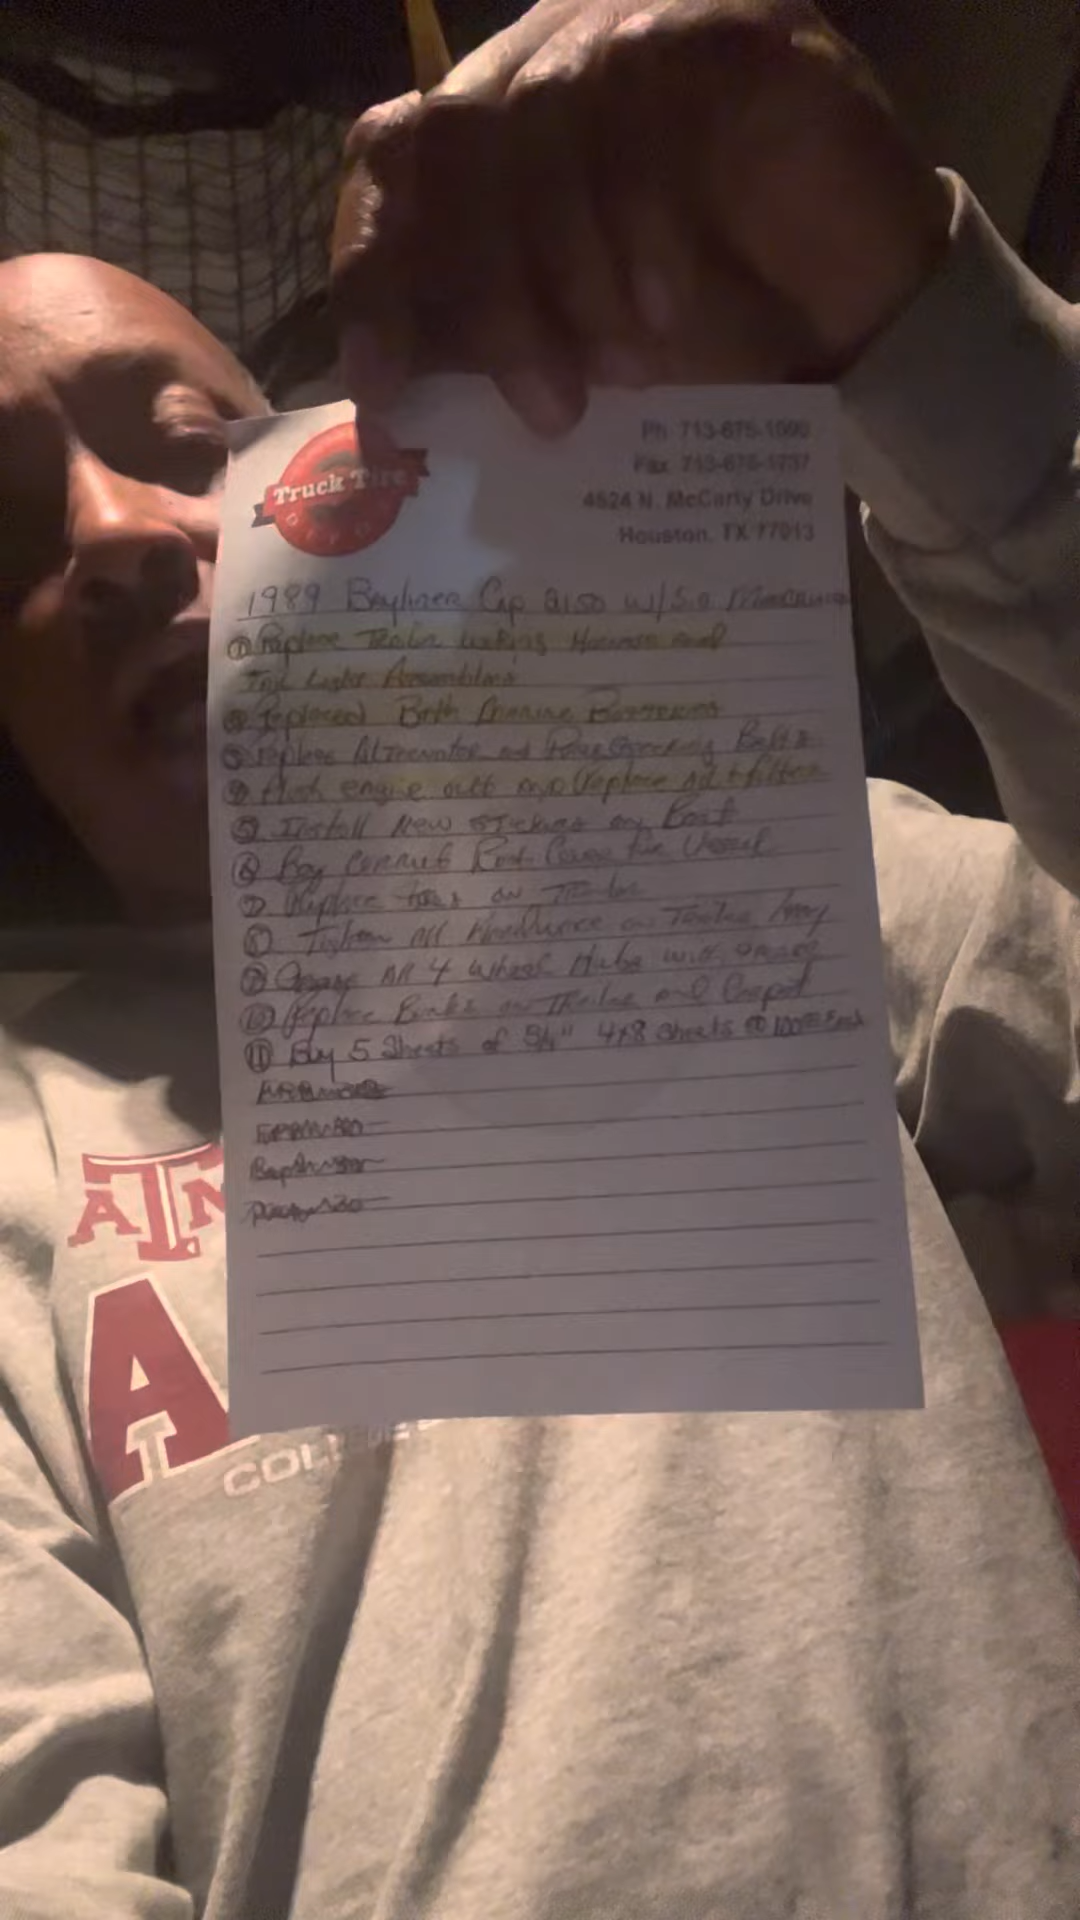 Truck Tire
DEPOT
Ph 713-675-1000
Fax 713-675-1737
4524 N. McCarty Drive
Houston, TX 77013
1989 Bayliner Cap 2150 w/5.0 Mercruiser
① Replace Trailer Harness and
Tail Light Assemblies
② Replaced Both Marine Batteries
③ Replace Alternator and Power Steering Belts
④ Flush engine out and Replace oil + filter
⑤ Install New Stickers on Boat
⑥ Buy Correct Boat Cover for Vessel
⑦ Replace tires on Trailer
⑧ Tighten All Hardware on Trailer
⑨ Grease All 4 Wheel Hubs with Grease
⑩ Replace Bunks on Trailer and Carpet
⑪ Buy 5 Sheets of 3/4" 4x8 Sheets @ 100.00 Each
ATM
A
T